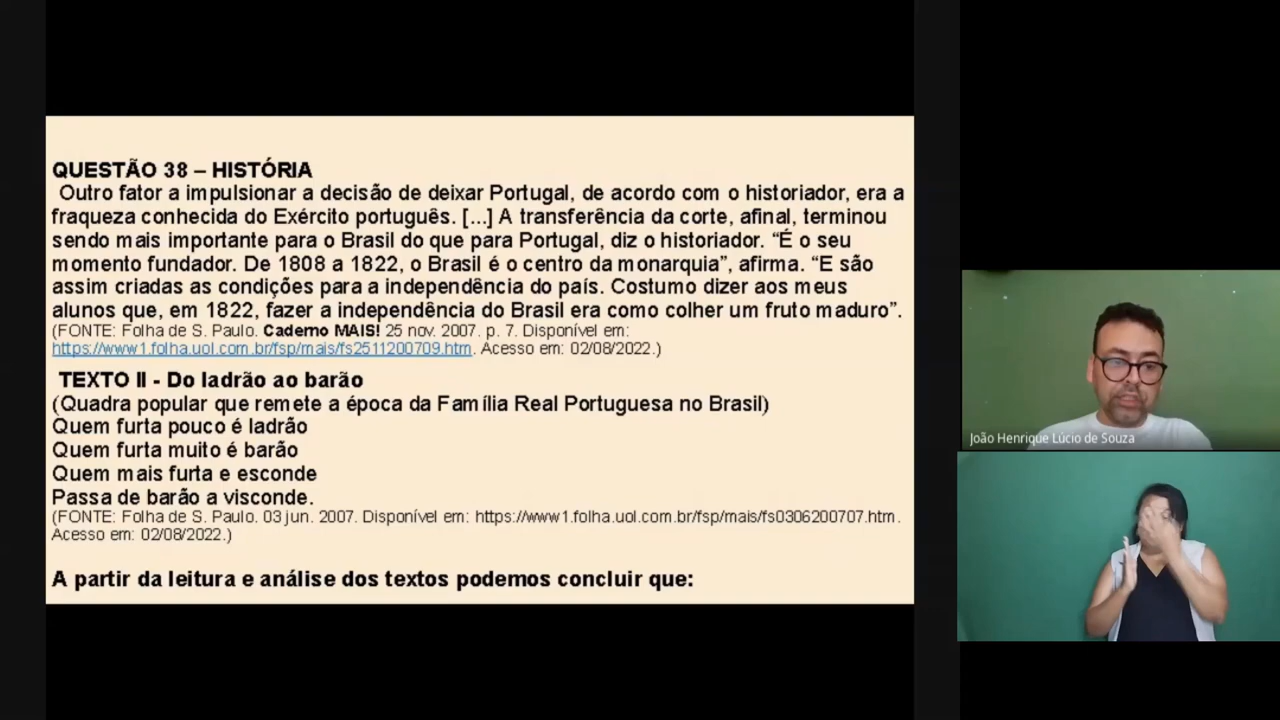 QUESTÃO 38 – HISTÓRIA
Outro fator a impulsionar a decisão de deixar Portugal, de acordo com o historiador, era a
fraqueza conhecida do Exército português. [...] A transferência da corte, afinal, terminou
sendo mais importante para o Brasil do que para Portugal, diz o historiador. “É o seu
momento fundador. De 1808 a 1822, o Brasil é o centro da monarquia”, afirma. “E são
assim criadas as condições para a independência do país. Costumo dizer aos meus
alunos que, em 1822, fazer a independência do Brasil era como colher um fruto maduro”.
(FONTE: Folha de S. Paulo. Caderno MAIS! 25 nov. 2007. p. 7. Disponível em:
https://www1.folha.uol.com.br/fsp/mais/fs2511200709.htm. Acesso em: 02/08/2022.)
TEXTO II - Do ladrão ao barão
(Quadra popular que remete a época da Família Real Portuguesa no Brasil)
Quem furta pouco é ladrão
Quem furta muito é barão
Quem mais furta e esconde
Passa de barão a visconde.
(FONTE: Folha de S. Paulo. 03 jun. 2007. Disponível em: https://www1.folha.uol.com.br/fsp/mais/fs0306200707.htm.
Acesso em: 02/08/2022.)
A partir da leitura e análise dos textos podemos concluir que:
João Henrique Lúcio de Souza